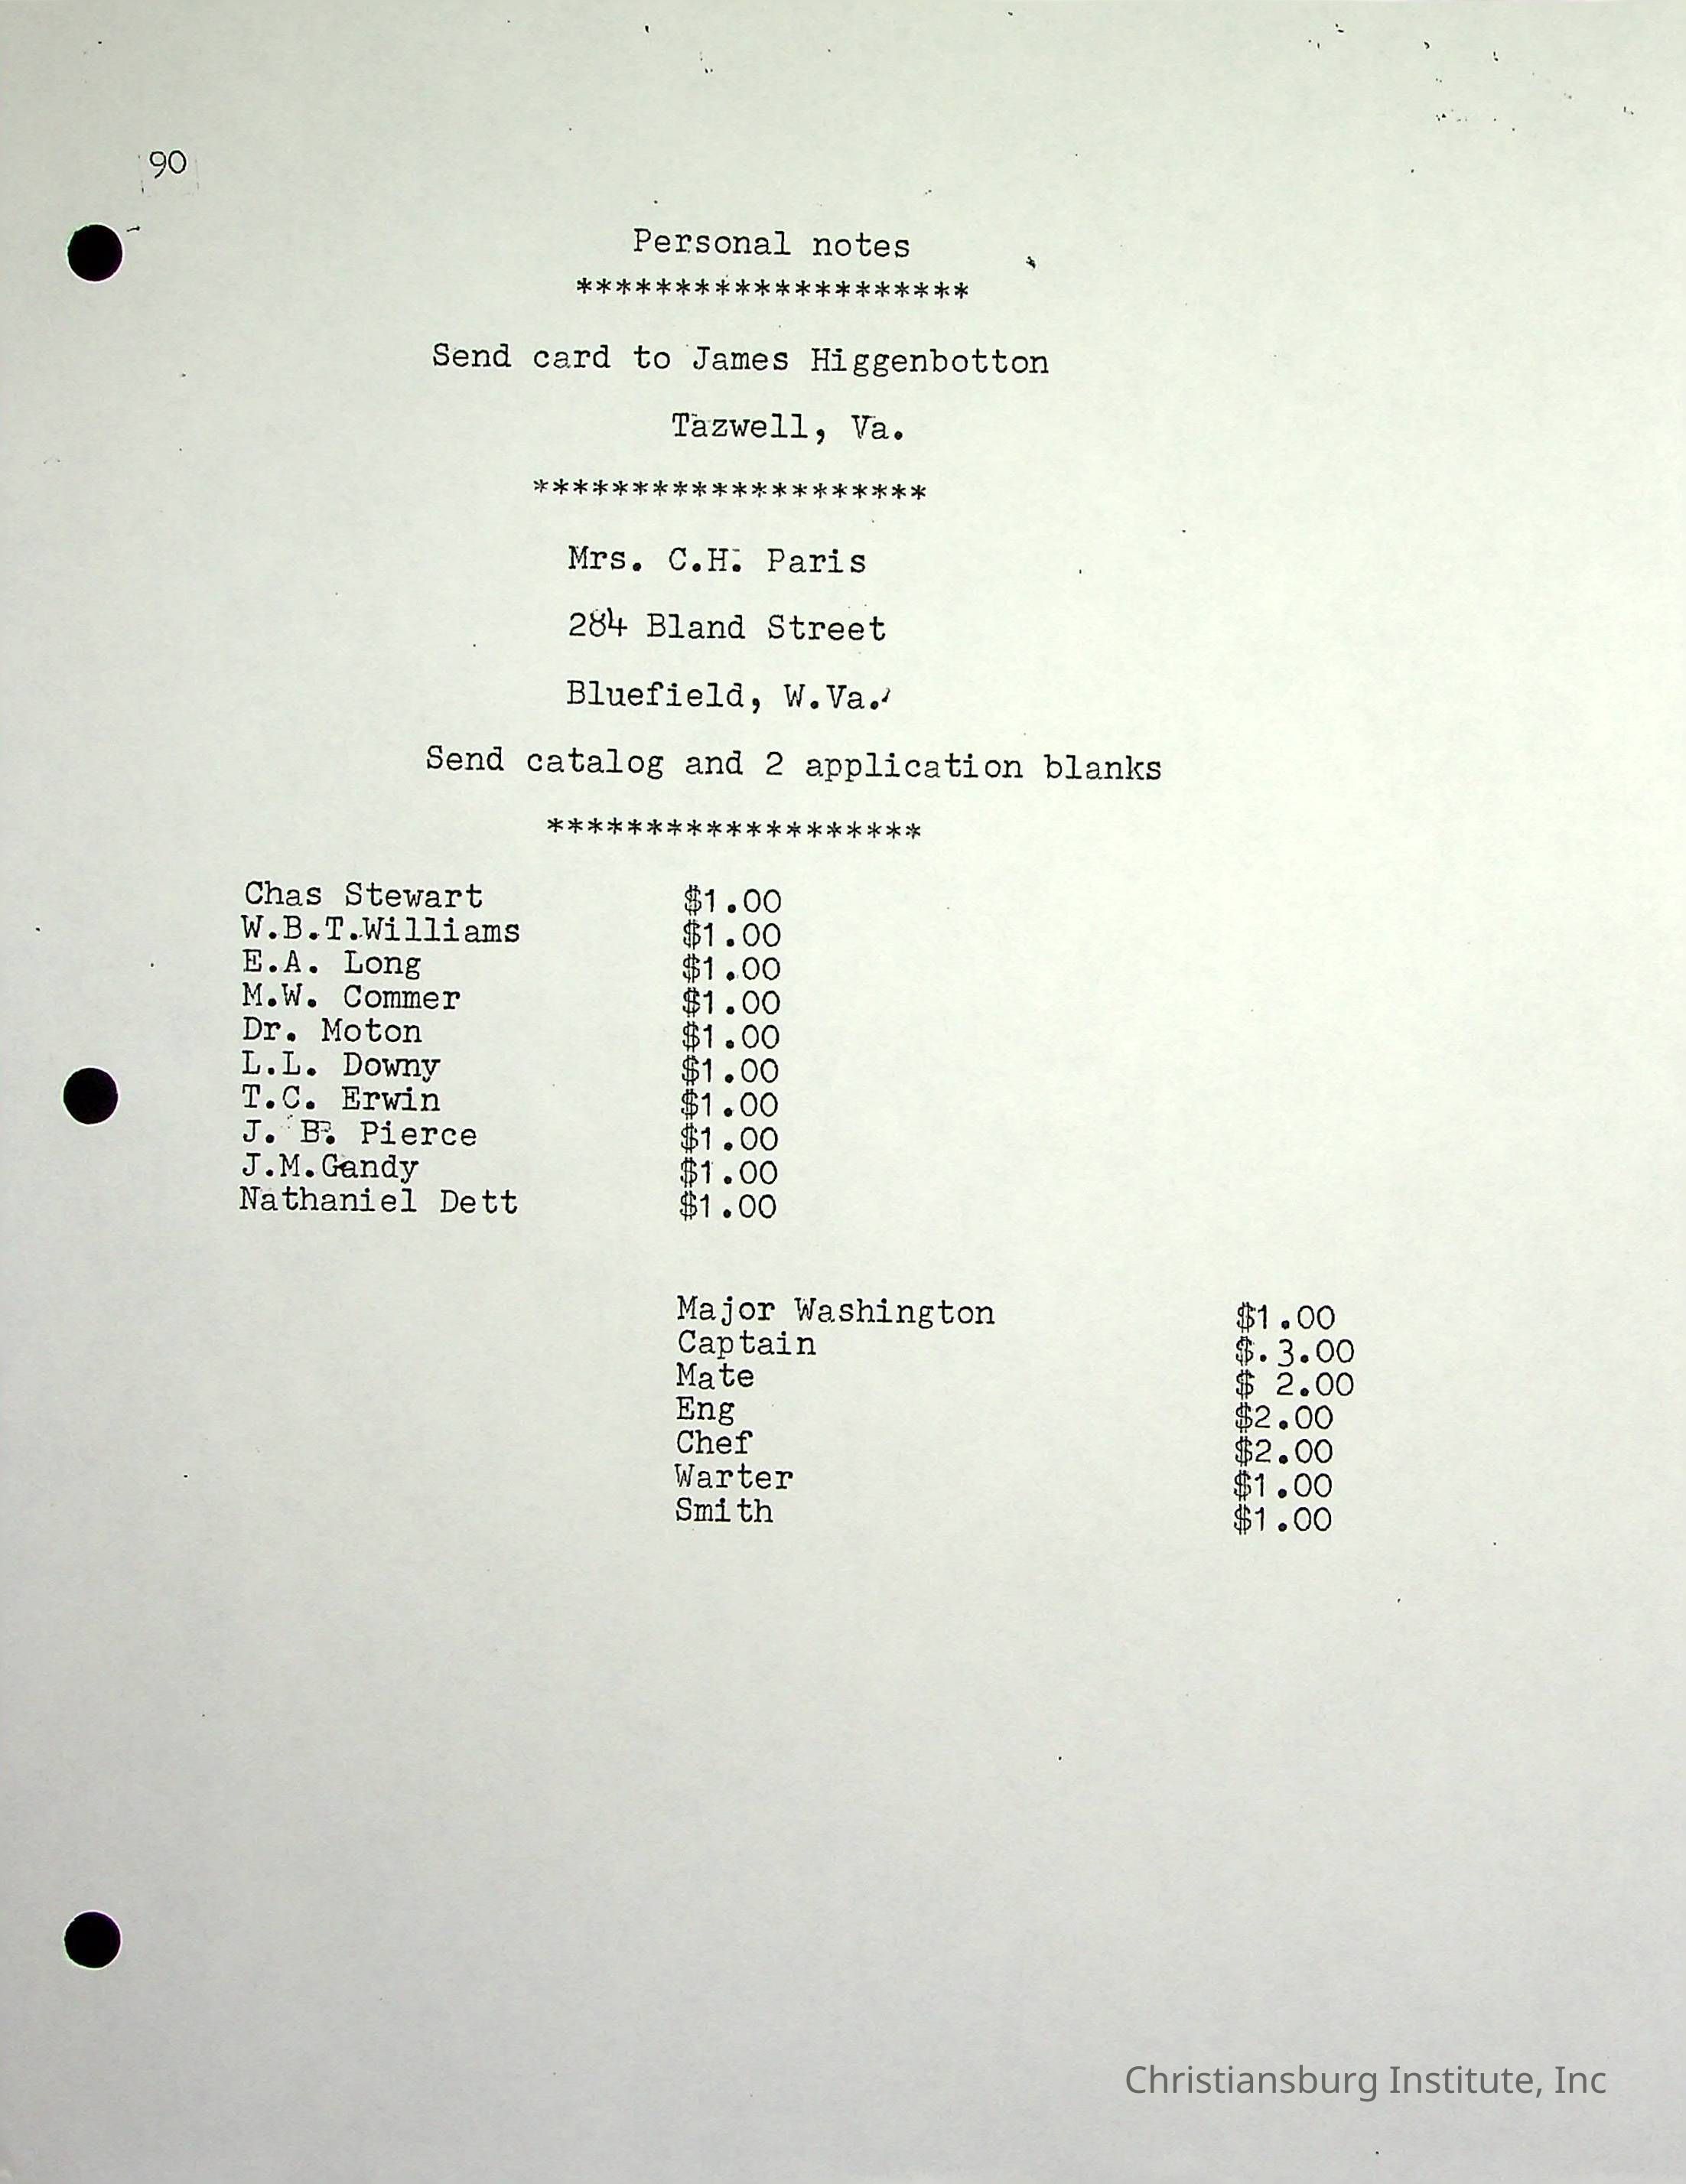 90
Personal notes
********************
Send card to James Higgenbotton
Tazwell, Va.
********************
Mrs. C.H. Paris
284 Bland Street
Bluefield, W.Va.
Send catalog and 2 application blanks
*******************
Chas Stewart $1.00
W.B.T.Williams $1.00
E.A. Long $1.00
M.W. Commer $1.00
Dr. Moton $1.00
L.L. Downy $1.00
T.C. Erwin $1.00
J. B. Pierce $1.00
J.M.Gandy $1.00
Nathaniel Dett $1.00
Major Washington $1.00
Captain $.3.00
Mate $ 2.00
Eng $2.00
Chef $2.00
Warter $1.00
Smith $1.00
Christiansburg Institute, Inc